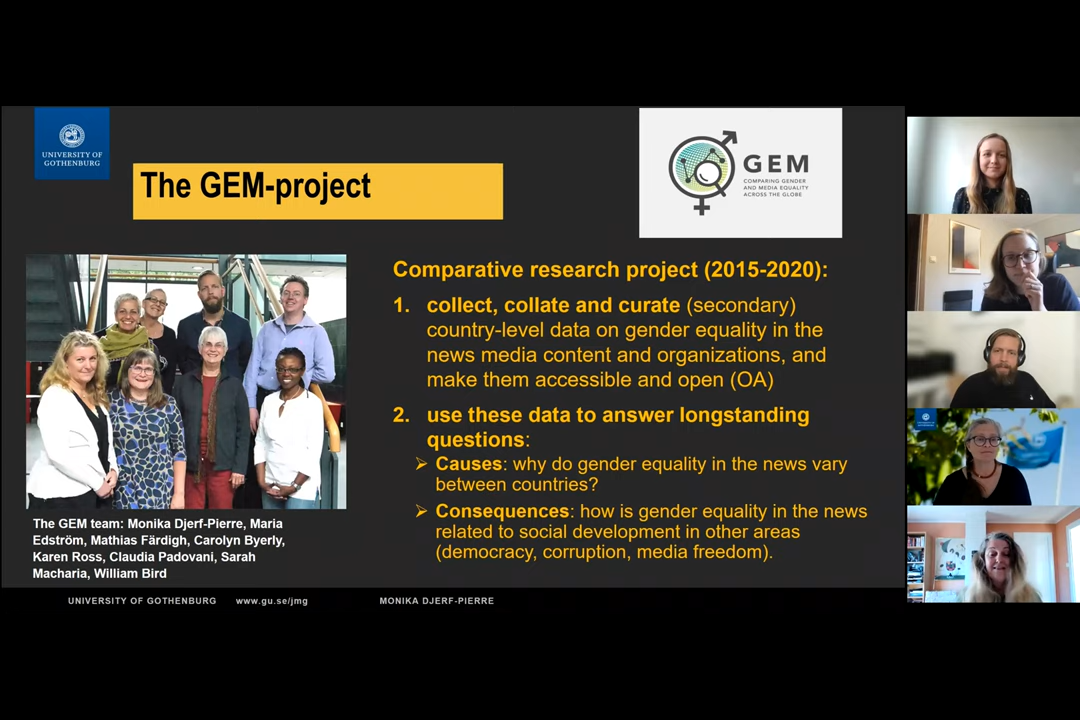 UNIVERSITY OF
GOTHENBURG
The GEM-project
GEM
COMPARING GENDER
AND MEDIA EQUALITY
ACROSS THE GLOBE
Comparative research project (2015-2020):
1. collect, collate and curate (secondary)
country-level data on gender equality in the
news media content and organizations, and
make them accessible and open (OA)
2. use these data to answer longstanding
questions:
➢ Causes: why do gender equality in the news vary
between countries?
➢ Consequences: how is gender equality in the news
related to social development in other areas
(democracy, corruption, media freedom).
The GEM team: Monika Djerf-Pierre, Maria
Edström, Mathias Färdigh, Carolyn Byerly,
Karen Ross, Claudia Padovani, Sarah
Macharia, William Bird
UNIVERSITY OF GOTHENBURG www.gu.se/jmg MONIKA DJERF-PIERRE